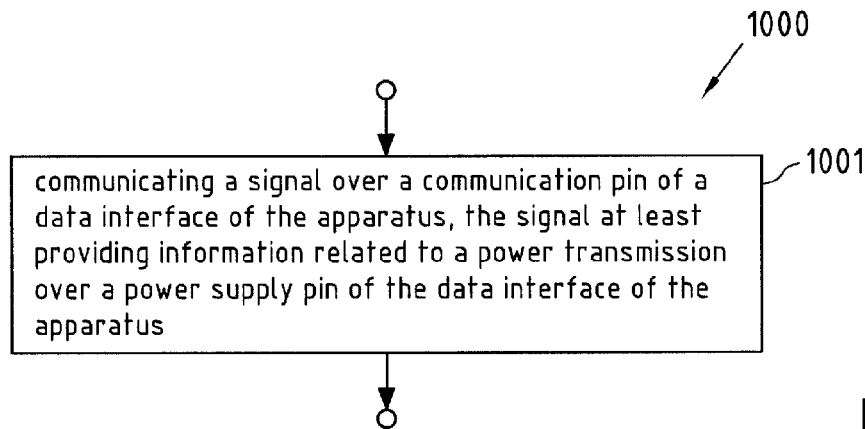 1000
1001
communicating a signal over a communication pin of a
data interface of the apparatus, the signal at least
providing information related to a power transmission
over a power supply pin of the data interface of the
apparatus